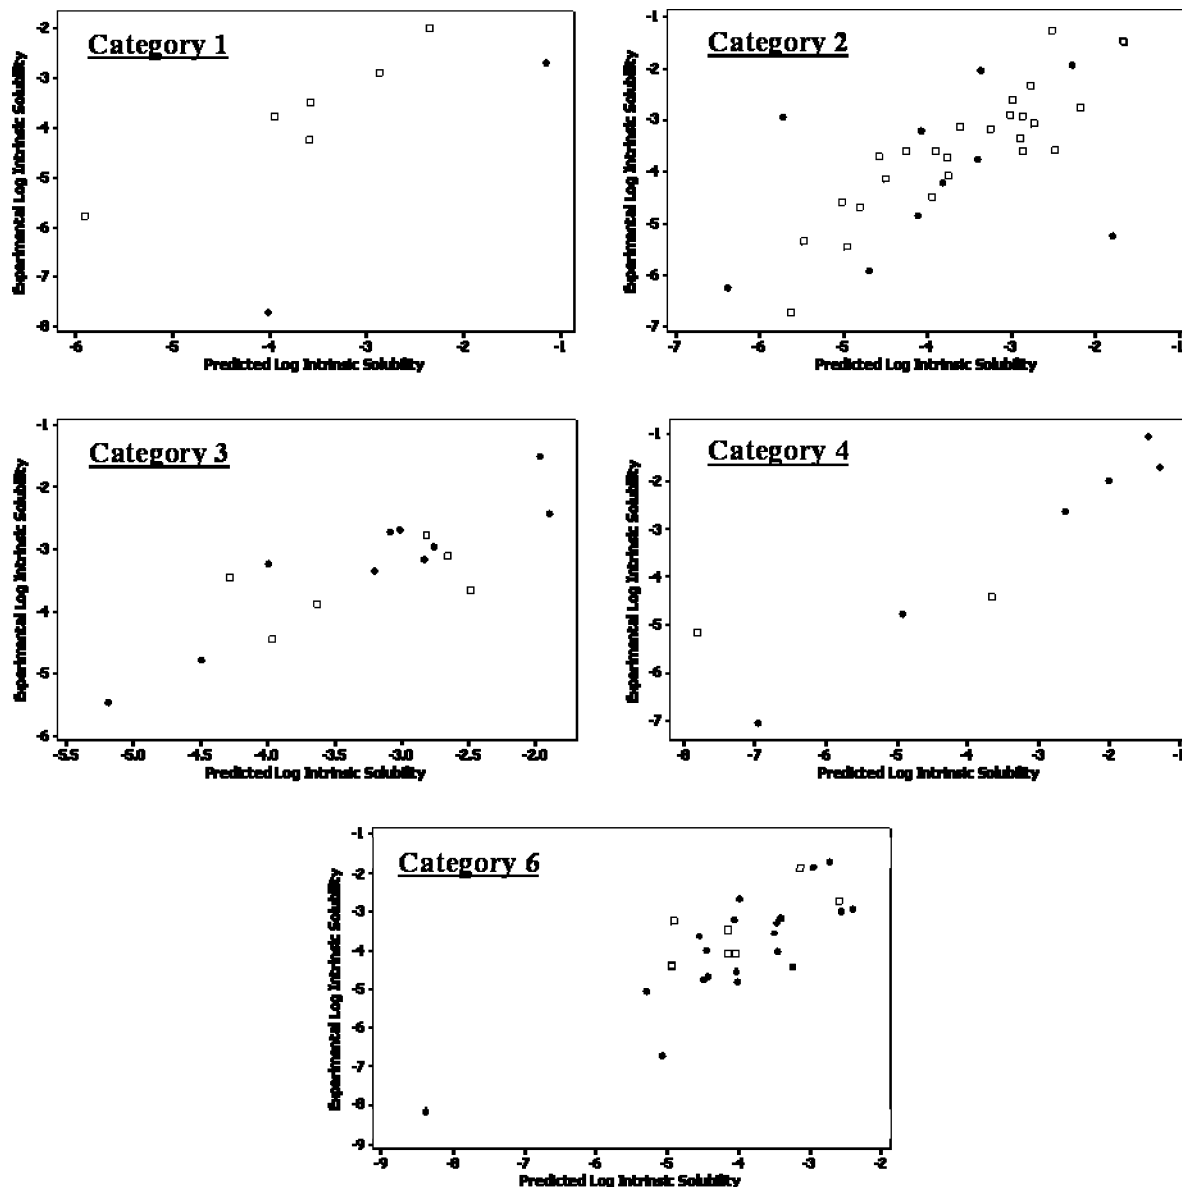 Category 1
Experimental Log Intrinsic Solubility
-2
-3
-4
-5
-6
-7
-8
-6 -5 -4 -3 -2 -1
Predicted Log Intrinsic Solubility
Category 2
Experimental Log Intrinsic Solubility
-1
-2
-3
-4
-5
-6
-7
-7 -6 -5 -4 -3 -2 -1
Predicted Log Intrinsic Solubility
Category 3
Experimental Log Intrinsic Solubility
-1
-2
-3
-4
-5
-6
-5.5 -5.0 -4.5 -4.0 -3.5 -3.0 -2.5 -2.0
Predicted Log Intrinsic Solubility
Category 4
Experimental Log Intrinsic Solubility
-1
-2
-3
-4
-5
-6
-7
-8 -7 -6 -5 -4 -3 -2 -1
Predicted Log Intrinsic Solubility
Category 6
Experimental Log Intrinsic Solubility
-1
-2
-3
-4
-5
-6
-7
-8
-9
-9 -8 -7 -6 -5 -4 -3 -2
Predicted Log Intrinsic Solubility